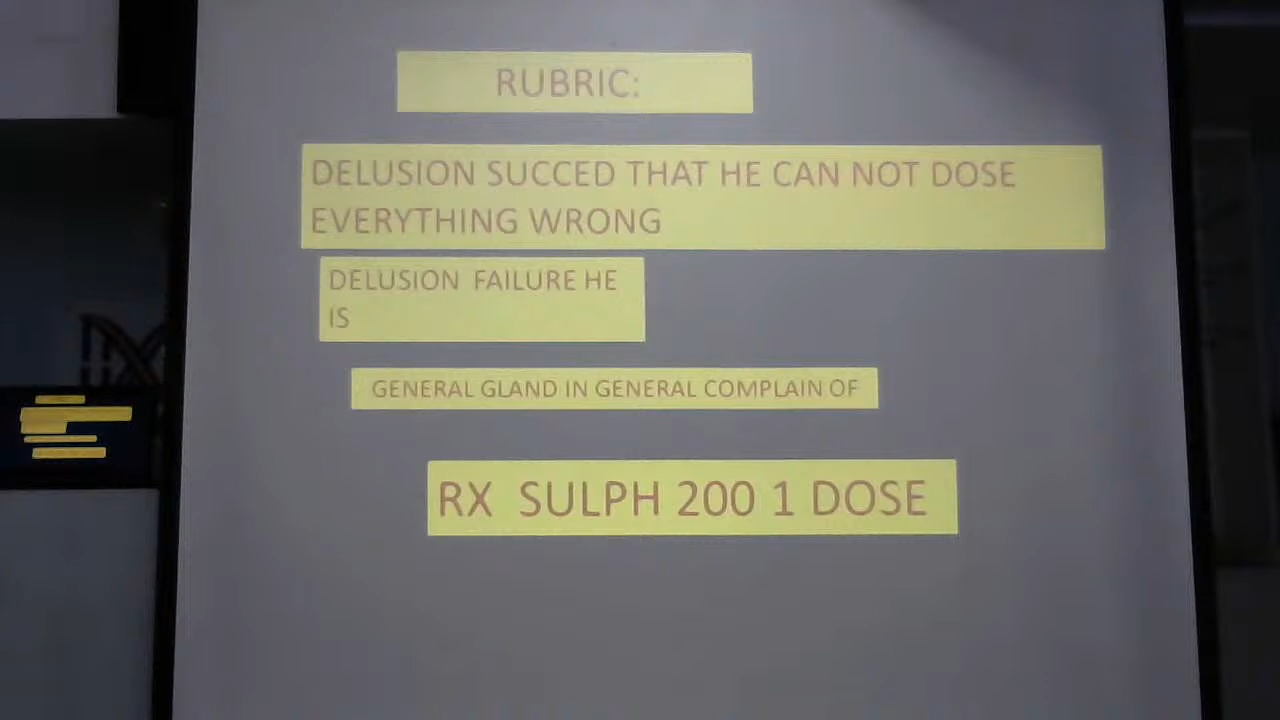 RUBRIC:
DELUSION SUCCED THAT HE CAN NOT DOSE
EVERYTHING WRONG
DELUSION FAILURE HE
IS
GENERAL GLAND IN GENERAL COMPLAIN OF
RX SULPH 200 1 DOSE